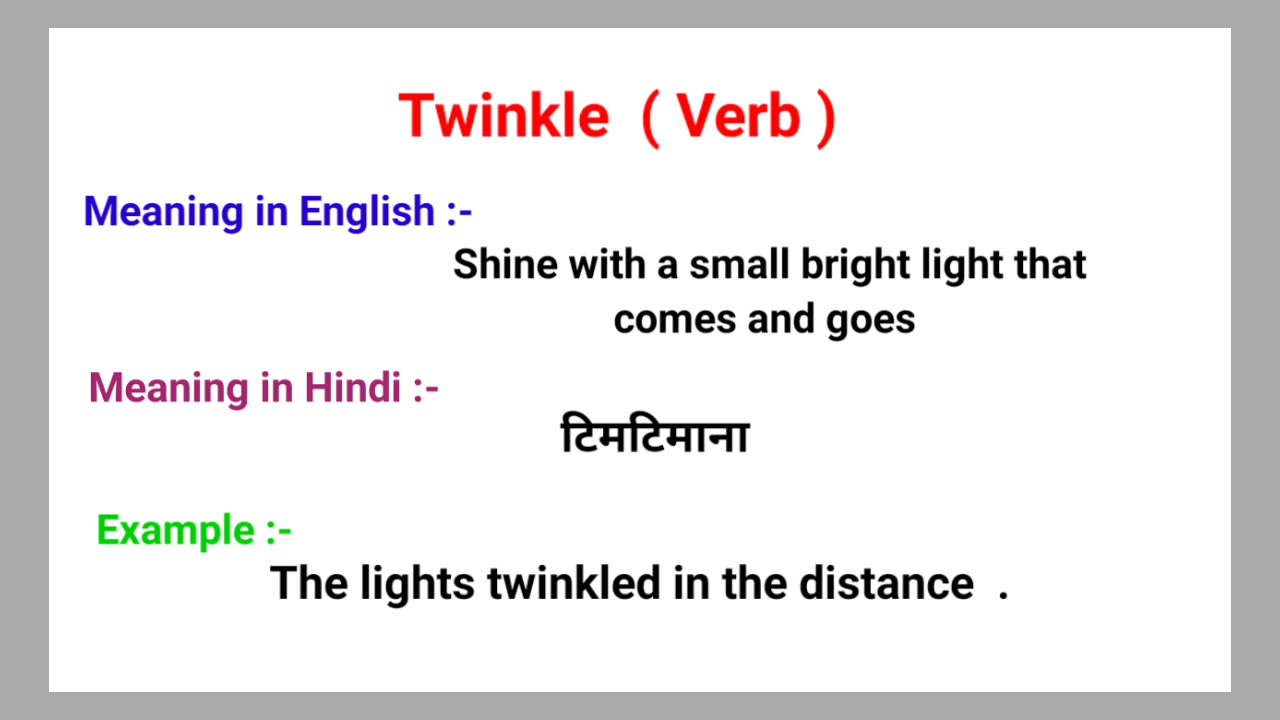 Twinkle ( Verb )
Meaning in English :-
Shine with a small bright light that
comes and goes
Meaning in Hindi :-
टिमटिमाना
Example :-
The lights twinkled in the distance .